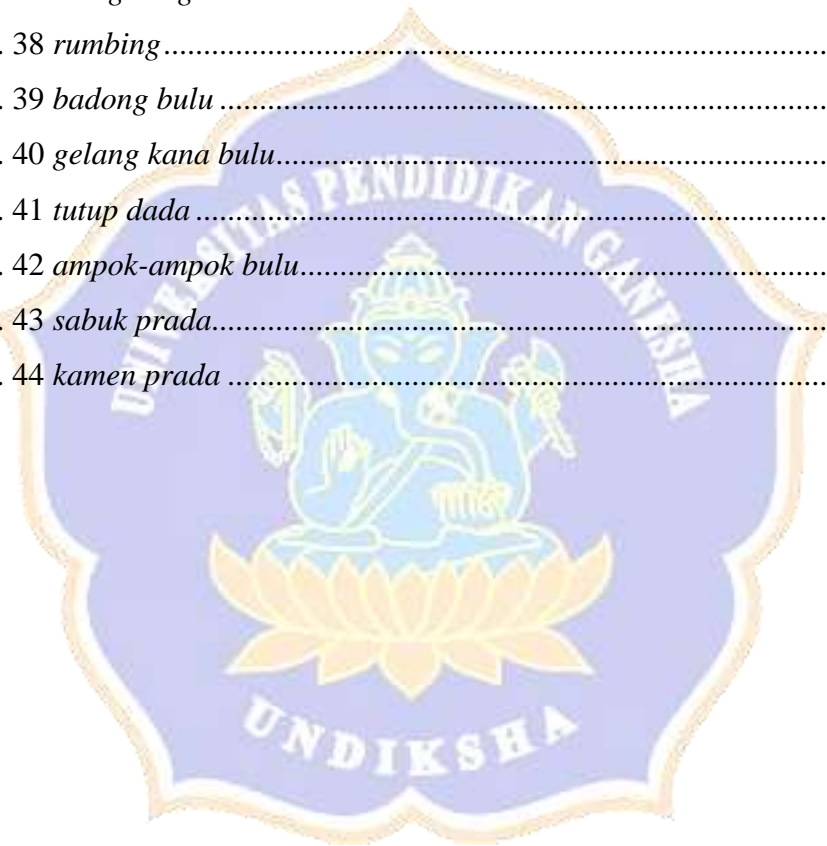 . 38 rumbing........................................................................................
. 39 badong bulu................................................................................
. 40 gelang kana bulu........................................................................
. 41 tutup dada...................................................................................
. 42 ampok-ampok bulu.....................................................................
. 43 sabuk prada.................................................................................
. 44 kamen prada...............................................................................
UNIVERSITAS PENDIDIKAN GANESHA
UNDIKSHA